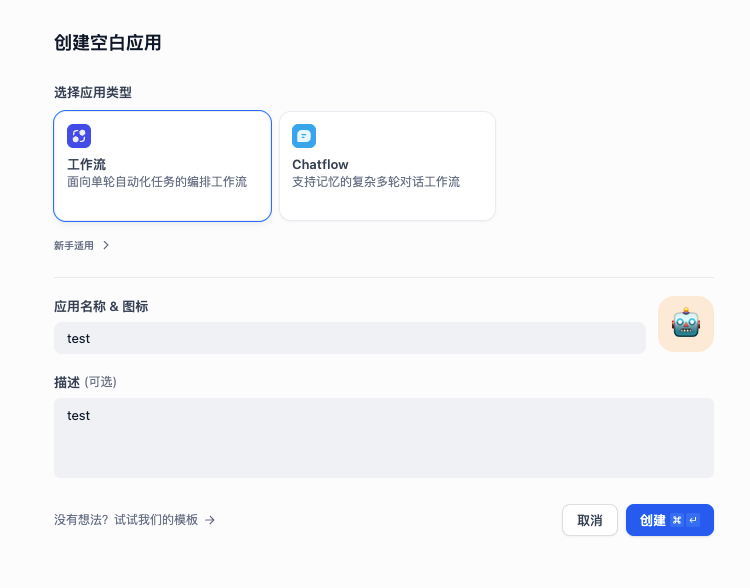 创建空白应用
选择应用类型
工作流
面向单轮自动化任务的编排工作流
Chatflow
支持记忆的复杂多轮对话工作流
新手适用
应用名称 & 图标
test
描述 (可选)
test
没有想法? 试试我们的模板 →
取消
创建 ⌘ ↵